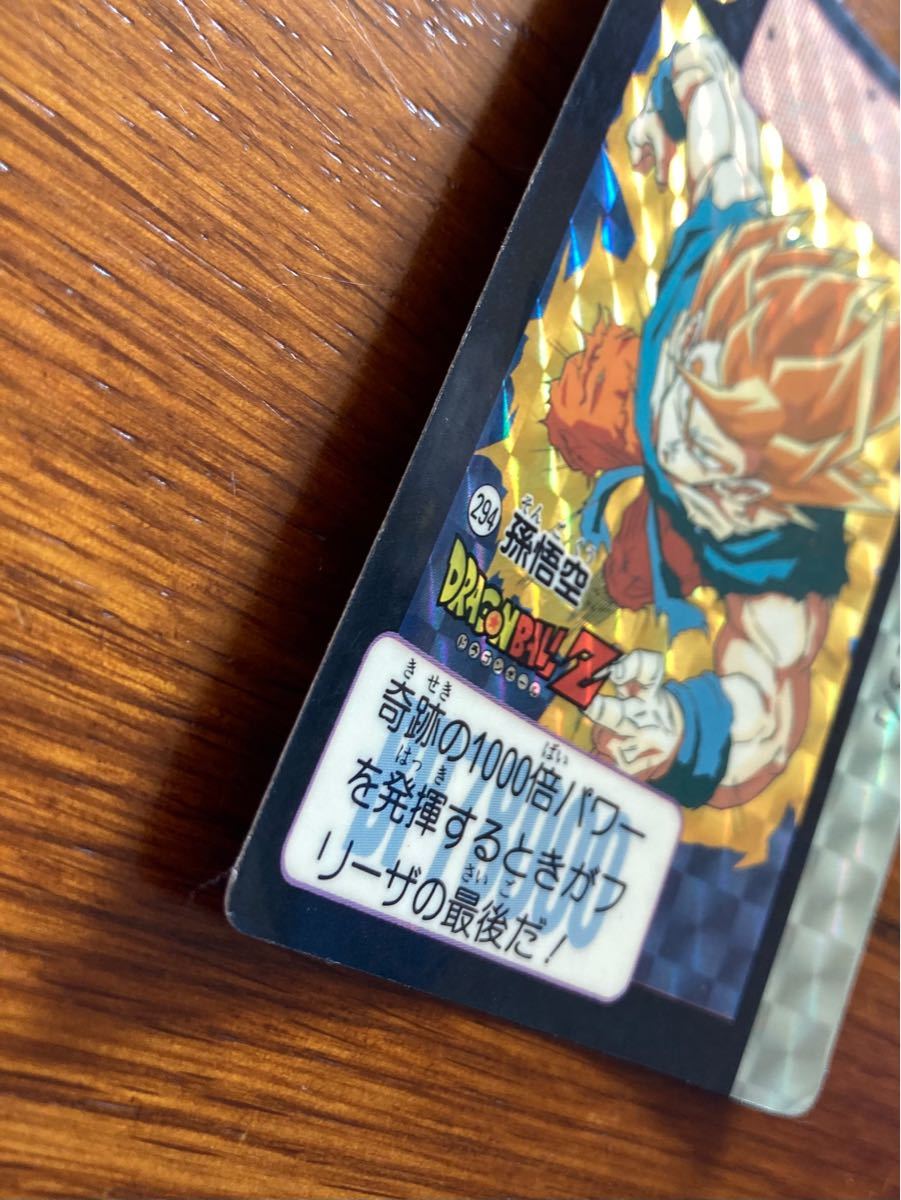 294
そんごくう
孫悟空
DRAGON BALL Z
ドラゴンボール
きせき ばい
奇跡の1000倍パワー
はっき
を発揮するときがフ
さいご
リーザの最後だ!